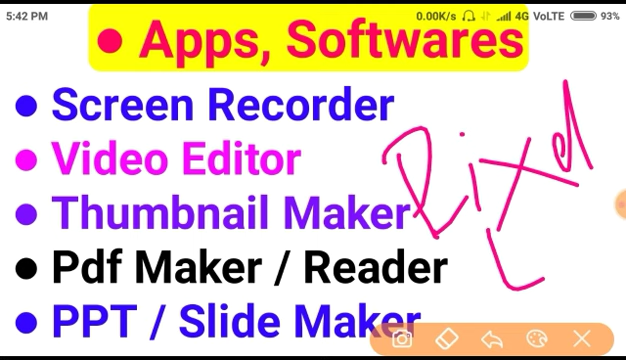 5:42 PM 0.00K/s 4G VoLTE 93%
• Apps, Softwares
• Screen Recorder
• Video Editor
• Thumbnail Maker
• Pdf Maker / Reader
• PPT / Slide Maker
Pixel
L